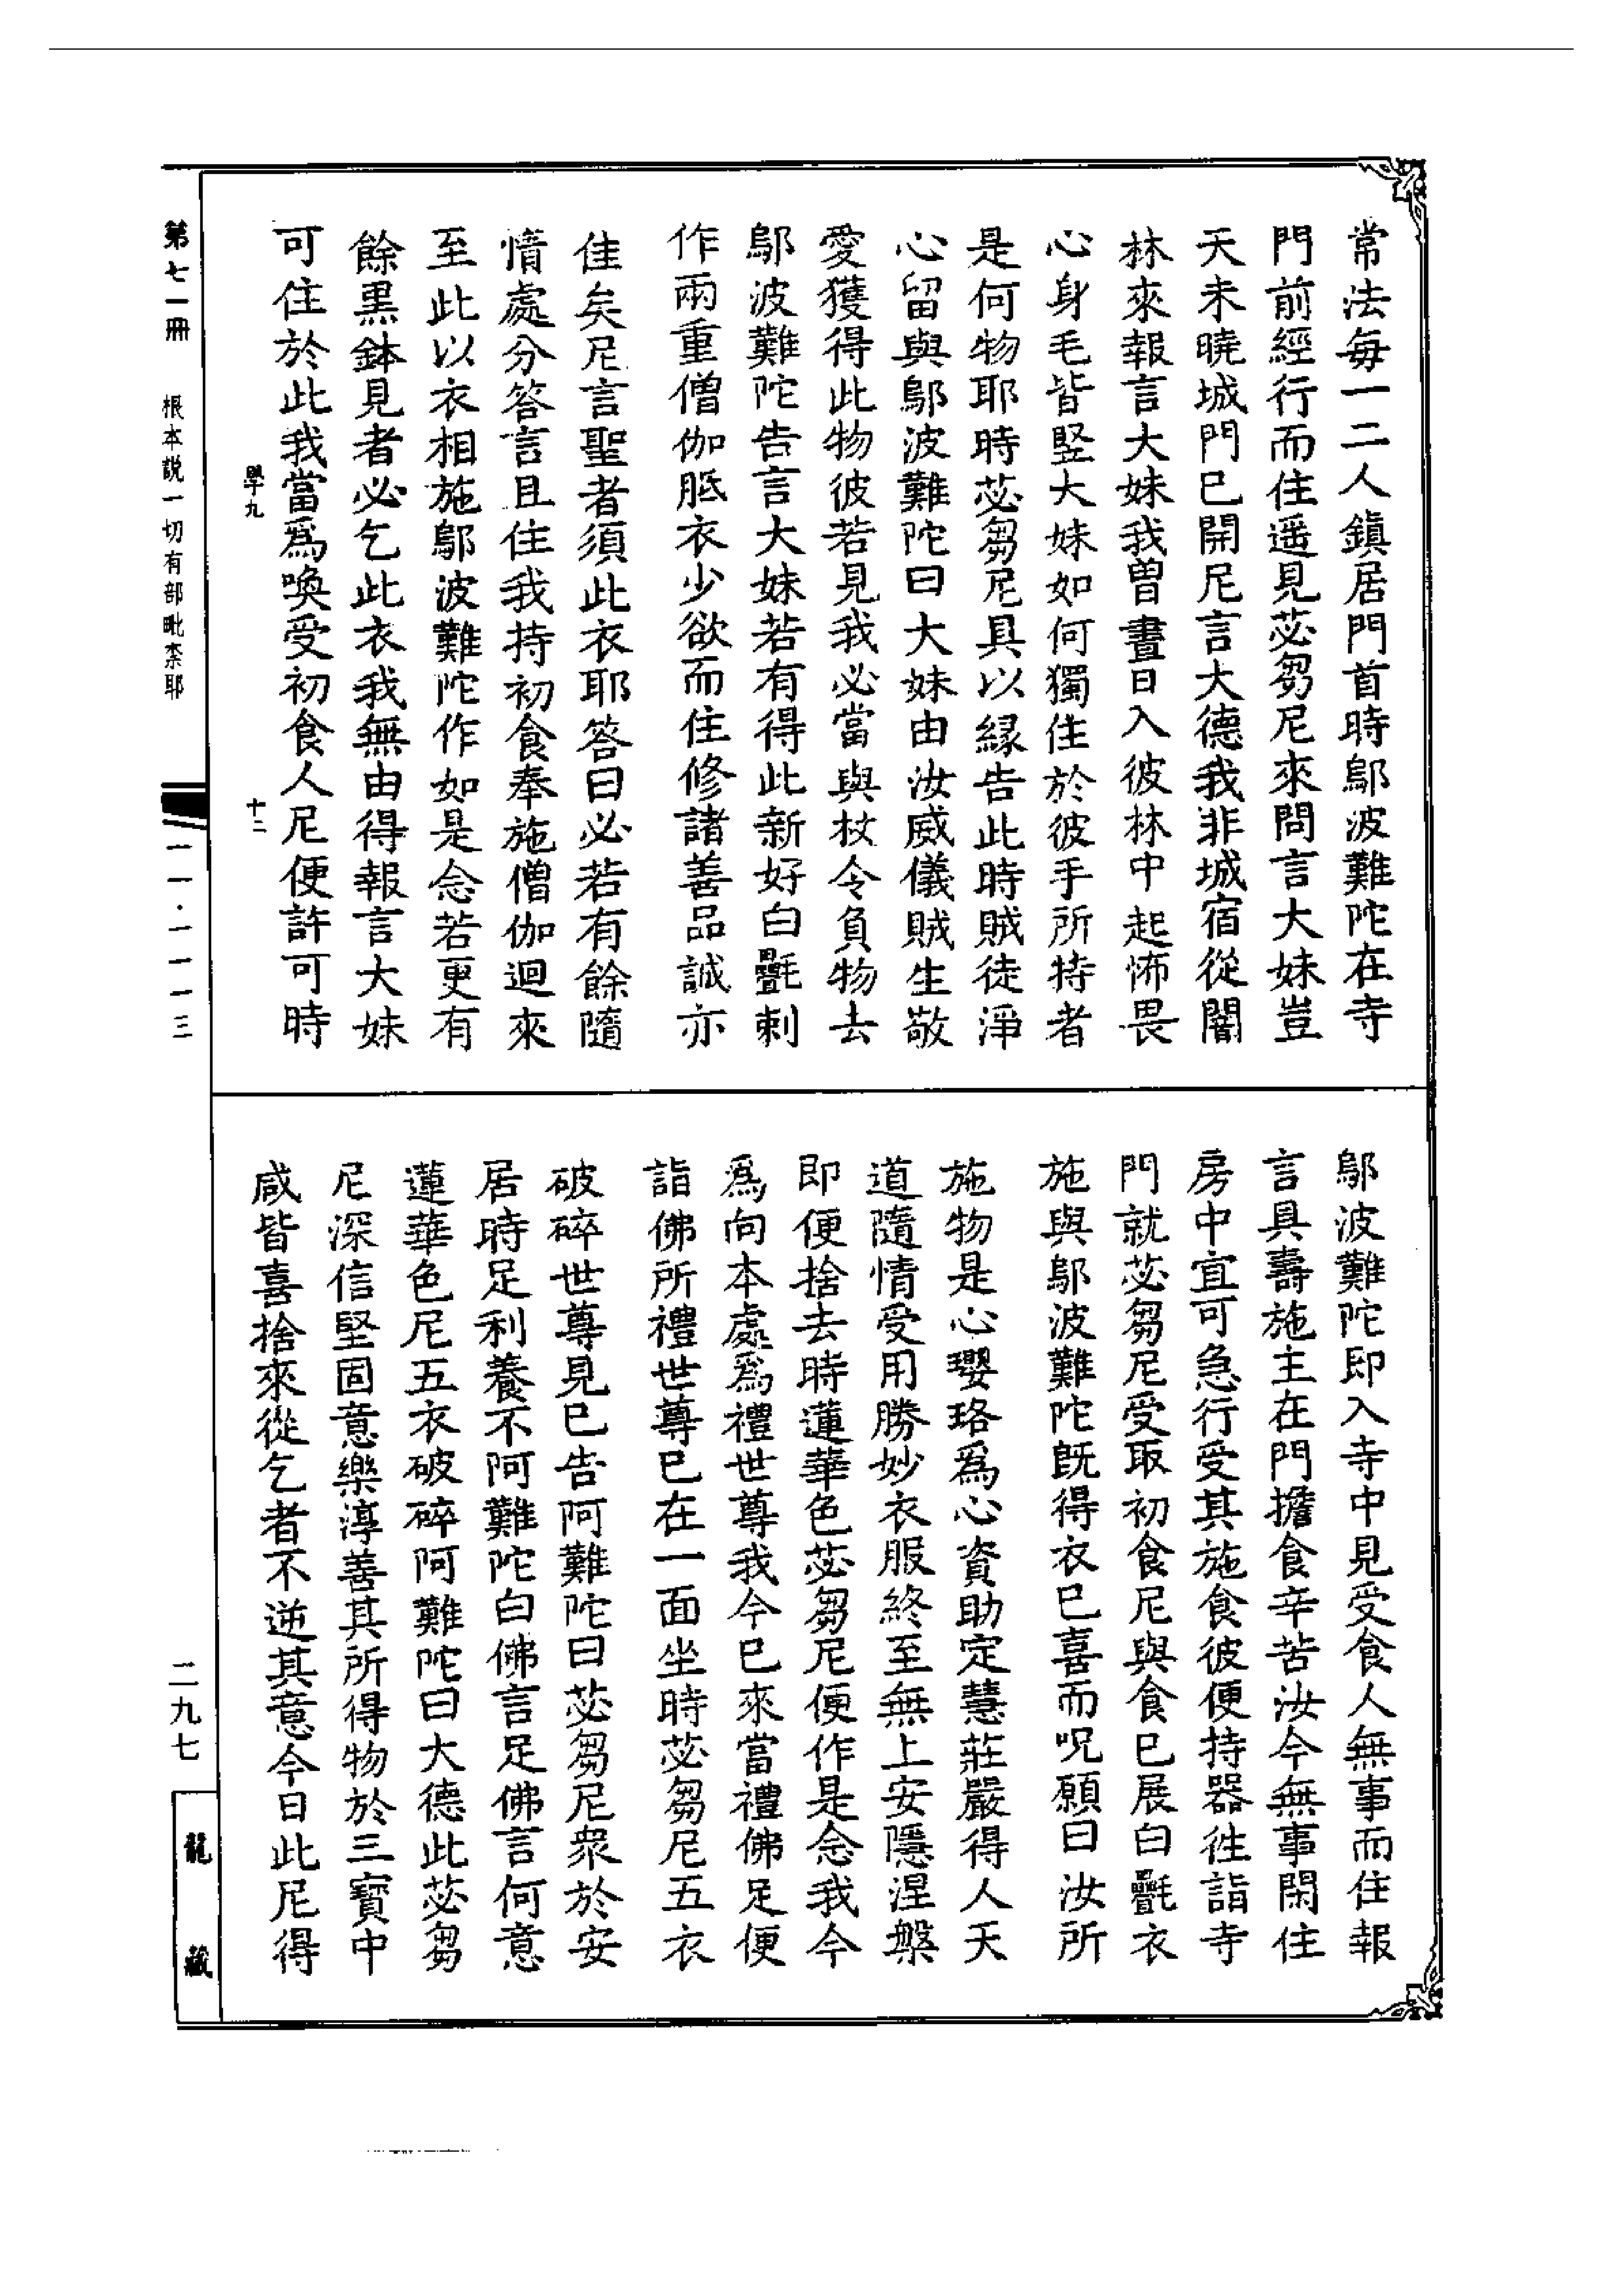 常法每一二人鎮居門首時鄔波難陀在寺
門前經行而住遥見苾芻尼來問言大妹豈
天未曉城門已開尼言大德我非城宿從闇
林來報言大妹我曾晝日入彼林中起怖畏
心身毛皆竪大妹如何獨住於彼手所持者
是何物耶時苾芻尼具以縁告此時賊徒淨
心留與鄔波難陀曰大妹由汝威儀賊生敬
愛獲得此物彼若見我必當與杖令負物去
鄔波難陀告言大妹若有得此新好白㲲刺
作兩重僧伽胝衣少欲而住修諸善品誠亦
佳矣尼言聖者須此衣耶答曰必若有餘隨
情處分答言且住我持初食奉施僧伽迴來
至此以衣相施鄔波難陀作如是念若更有
餘黒鉢見者必乞此衣我無由得報言大妹
可住於此我當爲喚受初食人尼便許可時
鄔波難陀即入寺中見受食人無事而住報
言具壽施主在門擔食辛苦汝今無事閑住
房中宜可急行受其施食彼便持器徃詣寺
門就苾芻尼受取初食尼與食已展白㲲衣
施與鄔波難陀既得衣已喜而呪願曰汝所
施物是心瓔珞爲心資助定慧莊嚴得人天
道隨情受用勝妙衣服終至無上安隱涅槃
即便捨去時蓮華色苾芻尼便作是念我今
爲向本處爲禮世尊我今已來當禮佛足便
詣佛所禮世尊已在一面坐時苾芻尼五衣
破碎世尊見已告阿難陀曰苾芻尼衆於安
居時足利養不阿難陀白佛言足佛言何意
蓮華色尼五衣破碎阿難陀曰大德此苾芻
尼深信堅固意樂淳善其所得物於三寳中
咸皆喜捨來從乞者不逆其意今日此尼得
學九
十二
第七一冊
根本説一切有部毗柰耶
一一·一一一三
二九七
龍藏